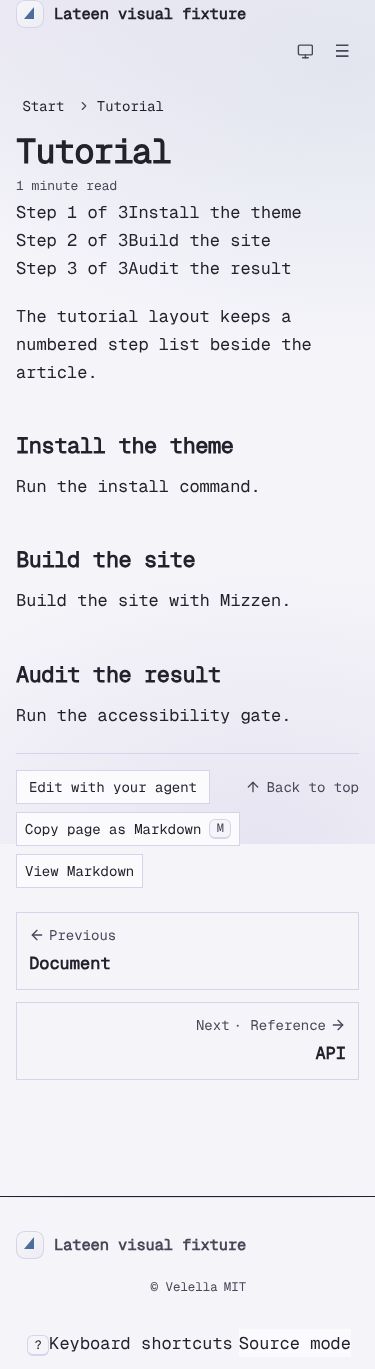 Lateen visual fixture
Start > Tutorial
Tutorial
1 minute read
Step 1 of 3Install the theme
Step 2 of 3Build the site
Step 3 of 3Audit the result
The tutorial layout keeps a
numbered step list beside the
article.
Install the theme
Run the install command.
Build the site
Build the site with Mizzen.
Audit the result
Run the accessibility gate.
Edit with your agent
↑ Back to top
Copy page as Markdown M
View Markdown
← Previous
Document
Next · Reference →
API
Lateen visual fixture
© Velella MIT
? Keyboard shortcuts Source mode